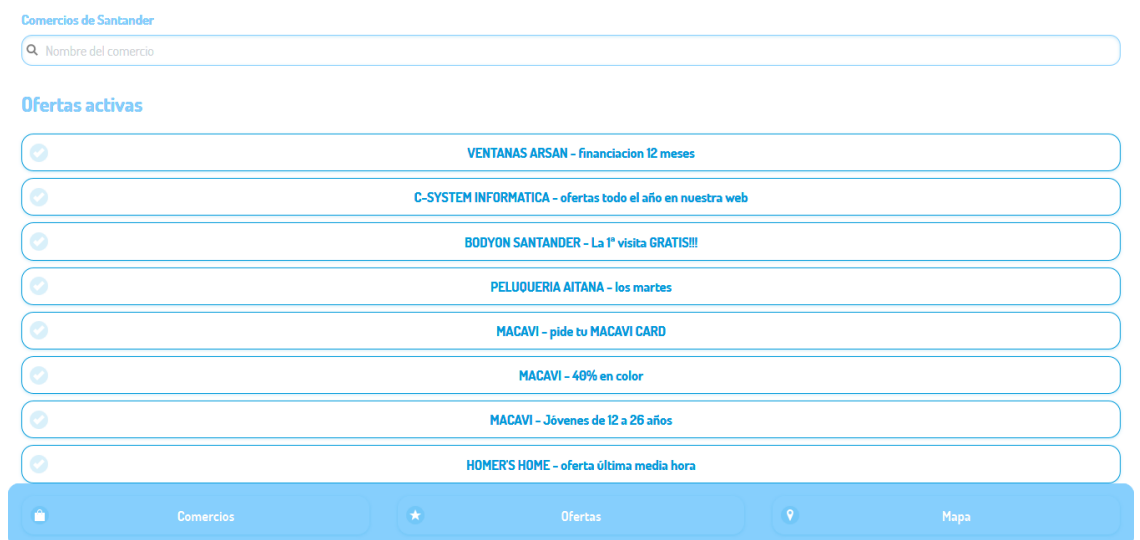 Comercios de Santander
Nombre del comercio
Ofertas activas
VENTANAS ARSAN - financiacion 12 meses
C-SYSTEM INFORMATICA - ofertas todo el año en nuestra web
BODYON SANTANDER - La 1ª visita GRATIS!!!
PELUQUERIA AITANA - los martes
MACAVI - pide tu MACAVI CARD
MACAVI - 40% en color
MACAVI - Jóvenes de 12 a 26 años
HOMER'S HOME - oferta última media hora
Comercios
Ofertas
Mapa